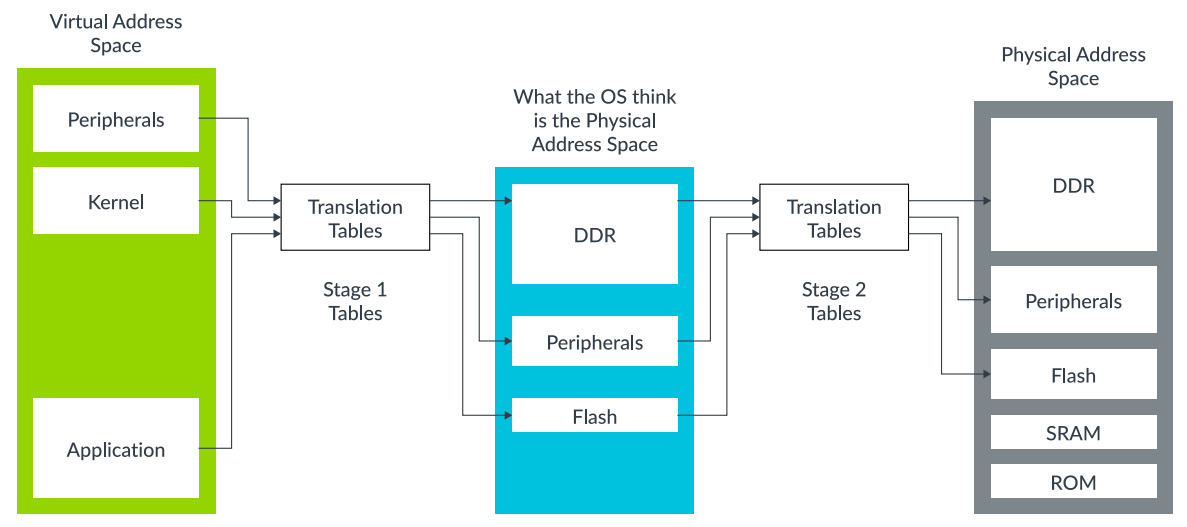 Virtual Address
Space
Peripherals
Kernel
Application
Translation
Tables
Stage 1
Tables
What the OS think
is the Physical
Address Space
DDR
Peripherals
Flash
Translation
Tables
Stage 2
Tables
Physical Address
Space
DDR
Peripherals
Flash
SRAM
ROM